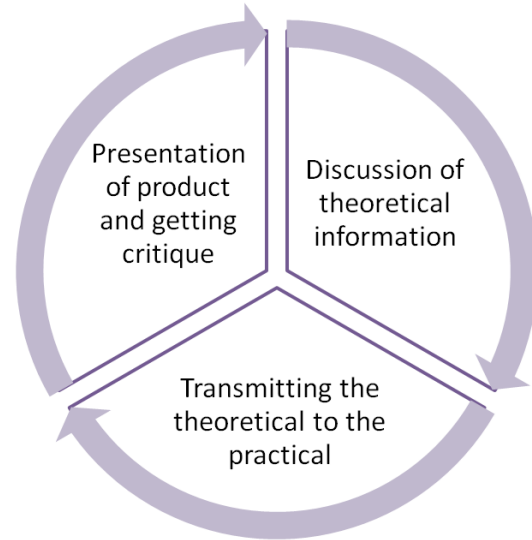 Presentation
of product
and getting
critique
Discussion of
theoretical
information
Transmitting the
theoretical to the
practical